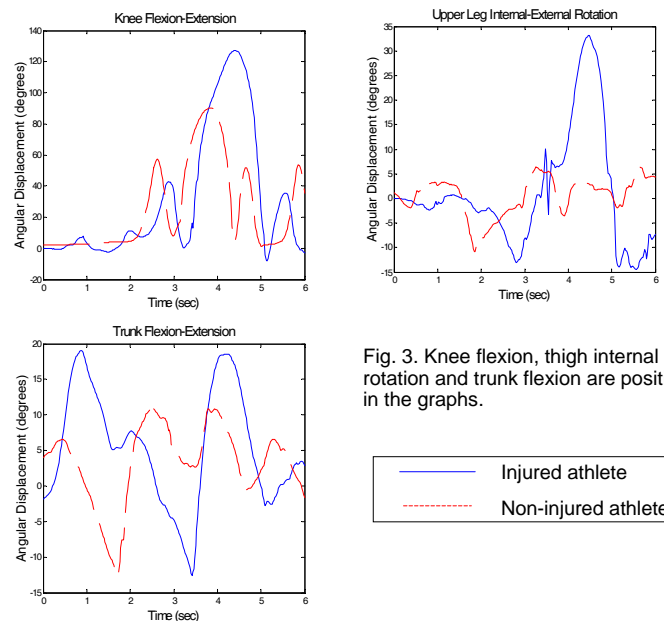 Knee Flexion-Extension
Angular Displacement (degrees)
140
120
100
80
60
40
20
0
-20
0 1 2 3 4 5 6
Time (sec)
Upper Leg Internal-External Rotation
Angular Displacement (degrees)
35
30
25
20
15
10
5
0
-5
-10
-15
0 1 2 3 4 5 6
Time (sec)
Trunk Flexion-Extension
Angular Displacement (degrees)
20
15
10
5
0
-5
-10
-15
0 1 2 3 4 5 6
Time (sec)
Fig. 3. Knee flexion, thigh internal
rotation and trunk flexion are posit
in the graphs.
Injured athlete
Non-injured athlete